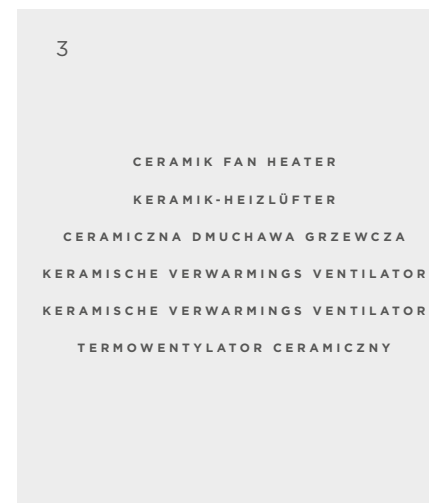 3
CERAMIK FAN HEATER
KERAMIK-HEIZLÜFTER
CERAMICZNA DMUCHAWA GRZEWCZA
KERAMISCHE VERWARMINGS VENTILATOR
KERAMISCHE VERWARMINGS VENTILATOR
TERMOWENTYLATOR CERAMICZNY